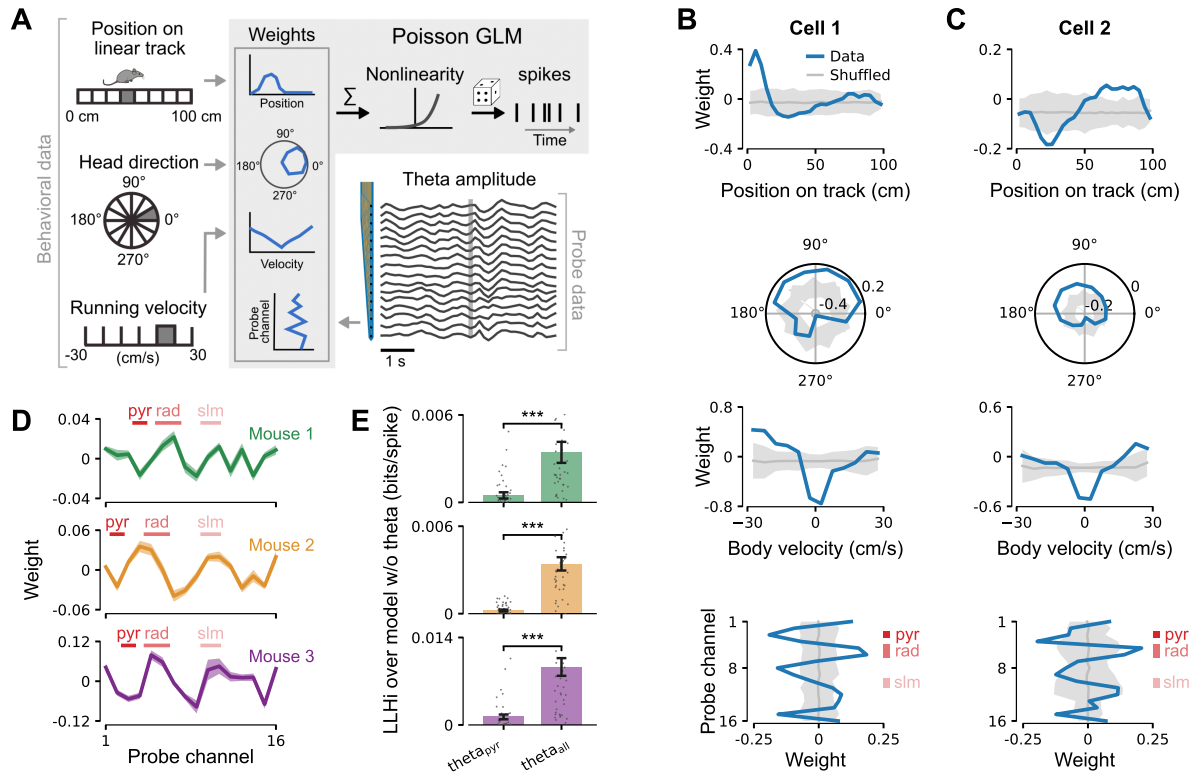 A
Position on
linear track
0 cm
100 cm
Head direction
90°
180°
0°
270°
Running velocity
-30
(cm/s)
30
Behavioral data
Weights
Position
90°
180°
0°
270°
Velocity
Probe
channel
Poisson GLM
Σ
Nonlinearity
spikes
Time
Theta amplitude
Probe data
1 s
B
Cell 1
0.4
0
-0.4
Weight
Data
Shuffled
0
50
100
Position on track (cm)
90°
180°
0°
270°
0.2
-0.4
0.8
0
-0.8
Weight
−30
0
30
Body velocity (cm/s)
1
8
16
Probe channel
pyr
rad
slm
-0.25
0
0.25
Weight
C
Cell 2
0.2
0
-0.2
0
50
100
Position on track (cm)
90°
180°
0°
270°
0
-0.2
0.6
0
-0.6
−30
0
30
Body velocity (cm/s)
1
8
16
pyr
rad
slm
-0.25
0
0.25
Weight
D
0.04
0
-0.04
pyr
rad
slm
Mouse 1
0.06
0
-0.06
pyr
rad
slm
Mouse 2
Weight
0.12
0
-0.12
pyr
rad
slm
Mouse 3
1
16
Probe channel
E
LLHi over model w/o theta (bits/spike)
0.006
0
***
0.006
0
***
0.014
0
***
thetapyr
thetaall